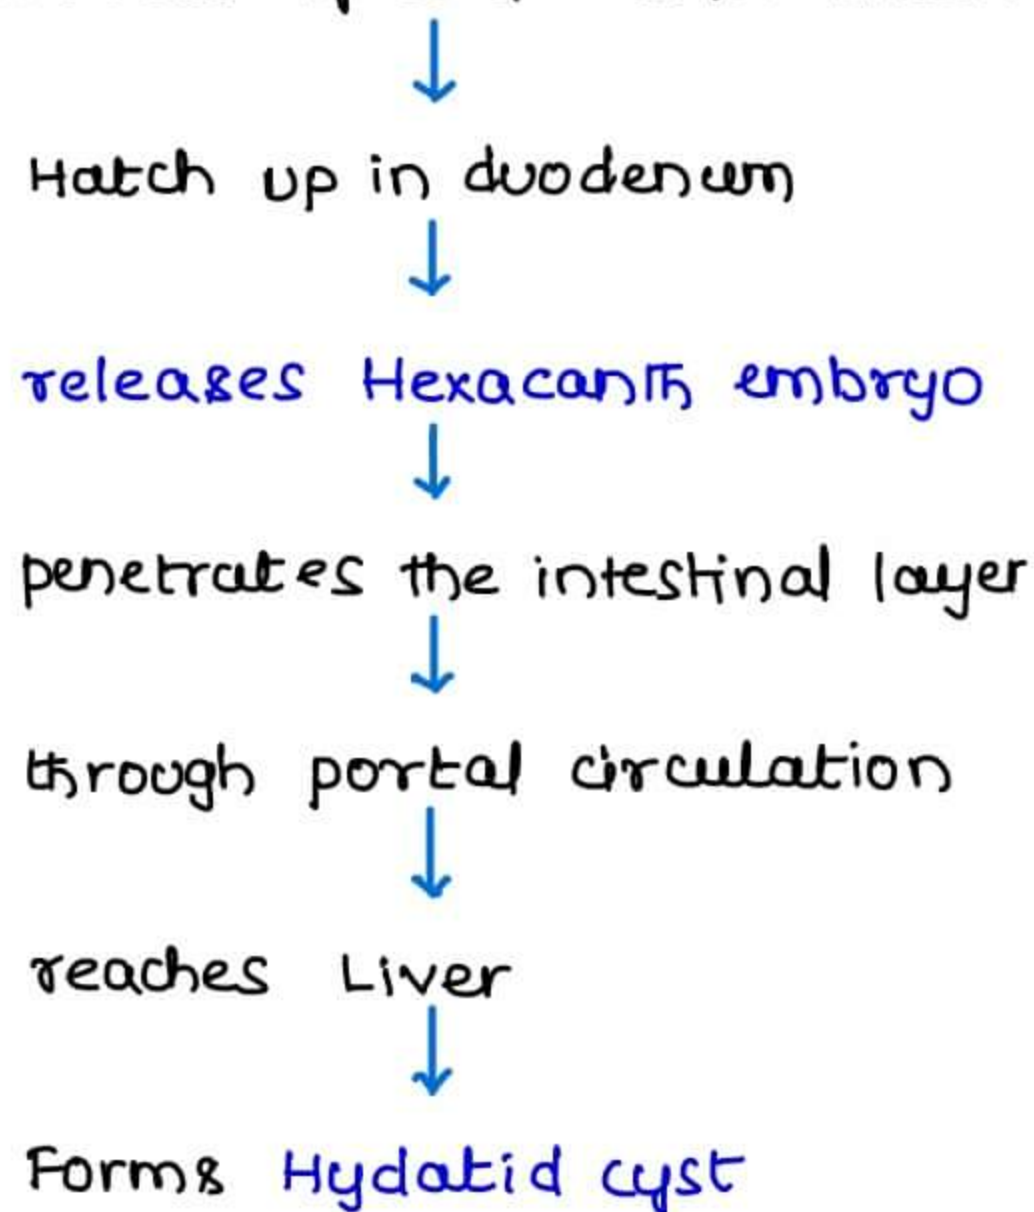 Hatch up in duodenum
releases Hexacanth embryo
penetrates the intestinal layer
through portal circulation
reaches Liver
Forms Hydatid cyst